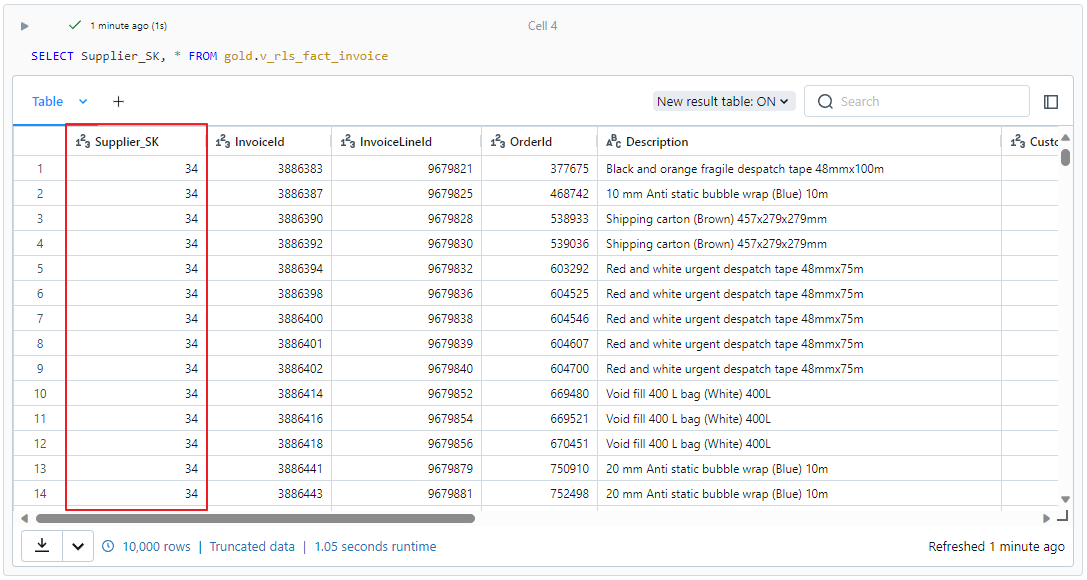 1 minute ago (1s)
Cell 4
SELECT Supplier_SK, * FROM gold.v_rls_fact_invoice
Table
+
New result table: ON
Search
1²3 Supplier_SK 1²3 InvoiceId 1²3 InvoiceLineId 1²3 OrderId ABC Description 1²3 Custo
1 34 3886383 9679821 377675 Black and orange fragile despatch tape 48mmx100m
2 34 3886387 9679825 468742 10 mm Anti static bubble wrap (Blue) 10m
3 34 3886390 9679828 538933 Shipping carton (Brown) 457x279x279mm
4 34 3886392 9679830 539036 Shipping carton (Brown) 457x279x279mm
5 34 3886394 9679832 603292 Red and white urgent despatch tape 48mmx75m
6 34 3886398 9679836 604525 Red and white urgent despatch tape 48mmx75m
7 34 3886400 9679838 604546 Red and white urgent despatch tape 48mmx75m
8 34 3886401 9679839 604607 Red and white urgent despatch tape 48mmx75m
9 34 3886402 9679840 604700 Red and white urgent despatch tape 48mmx75m
10 34 3886414 9679852 669480 Void fill 400 L bag (White) 400L
11 34 3886416 9679854 669521 Void fill 400 L bag (White) 400L
12 34 3886418 9679856 670451 Void fill 400 L bag (White) 400L
13 34 3886441 9679879 750910 20 mm Anti static bubble wrap (Blue) 10m
14 34 3886443 9679881 752498 20 mm Anti static bubble wrap (Blue) 10m
10,000 rows | Truncated data | 1.05 seconds runtime
Refreshed 1 minute ago